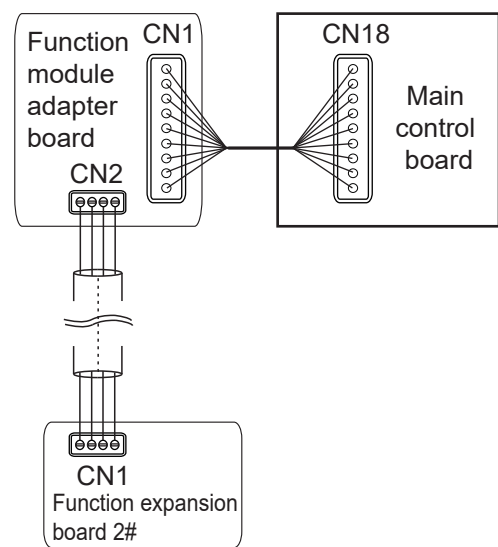 Function
module
adapter
board
CN1
CN2
CN18
Main
control
board
CN1
Function expansion
board 2#